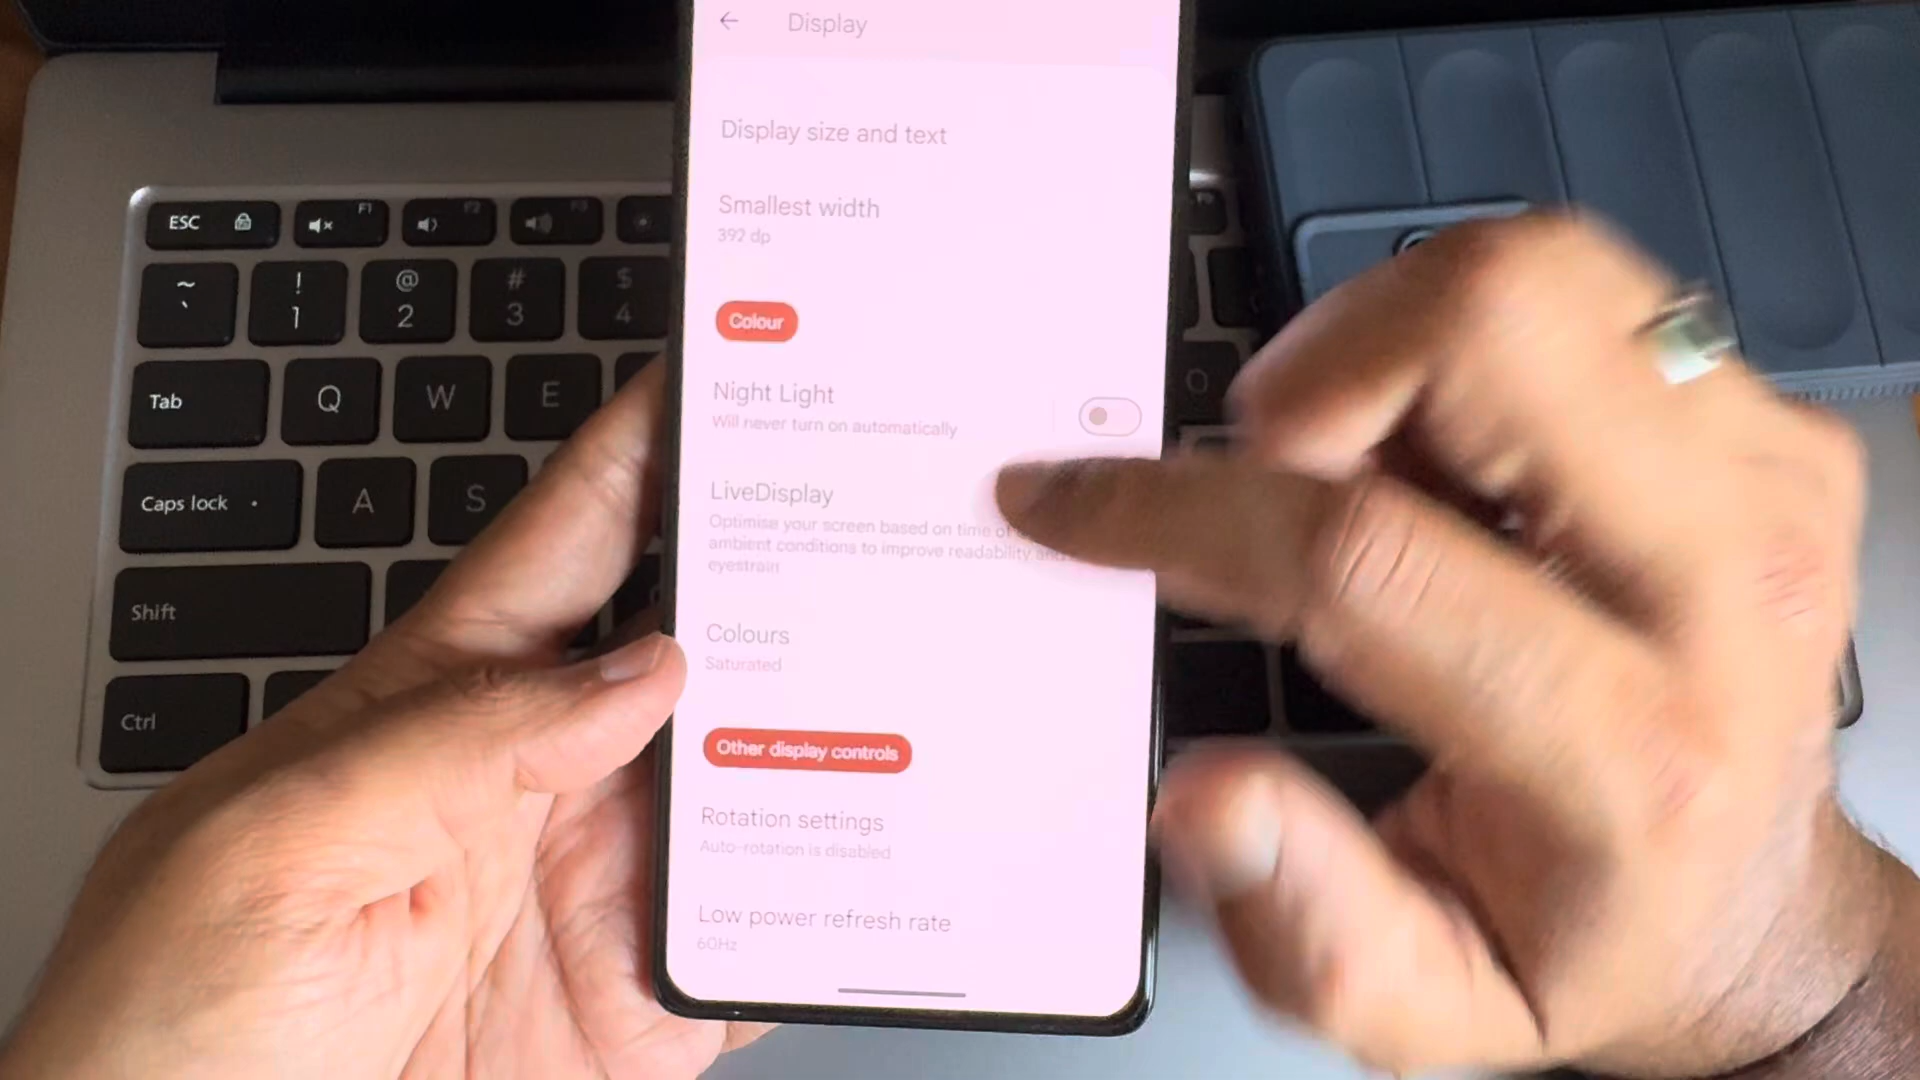 Display
Display size and text
Smallest width
392 dp
Colour
Night Light
Will never turn on automatically
LiveDisplay
Optimise your screen based on time of
ambient conditions to improve readability and
eyestrain
Colours
Saturated
Other display controls
Rotation settings
Auto-rotation is disabled
Low power refresh rate
60Hz
ESC F1 F2 F3
~ ! @ # $
` 1 2 3 4
Tab Q W E O
Caps lock A S
Shift
Ctrl